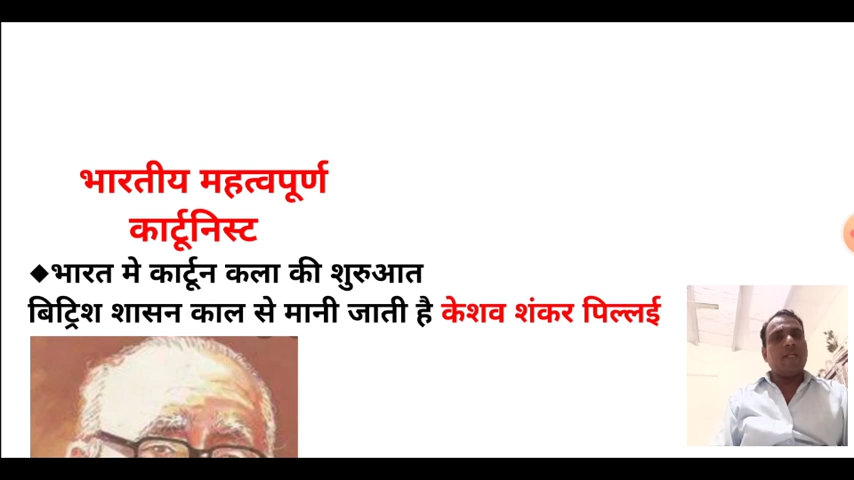 भारतीय महत्वपूर्ण
कार्टूनिस्ट
◆भारत मे कार्टून कला की शुरुआत
बिट्रिश शासन काल से मानी जाती है केशव शंकर पिल्लई